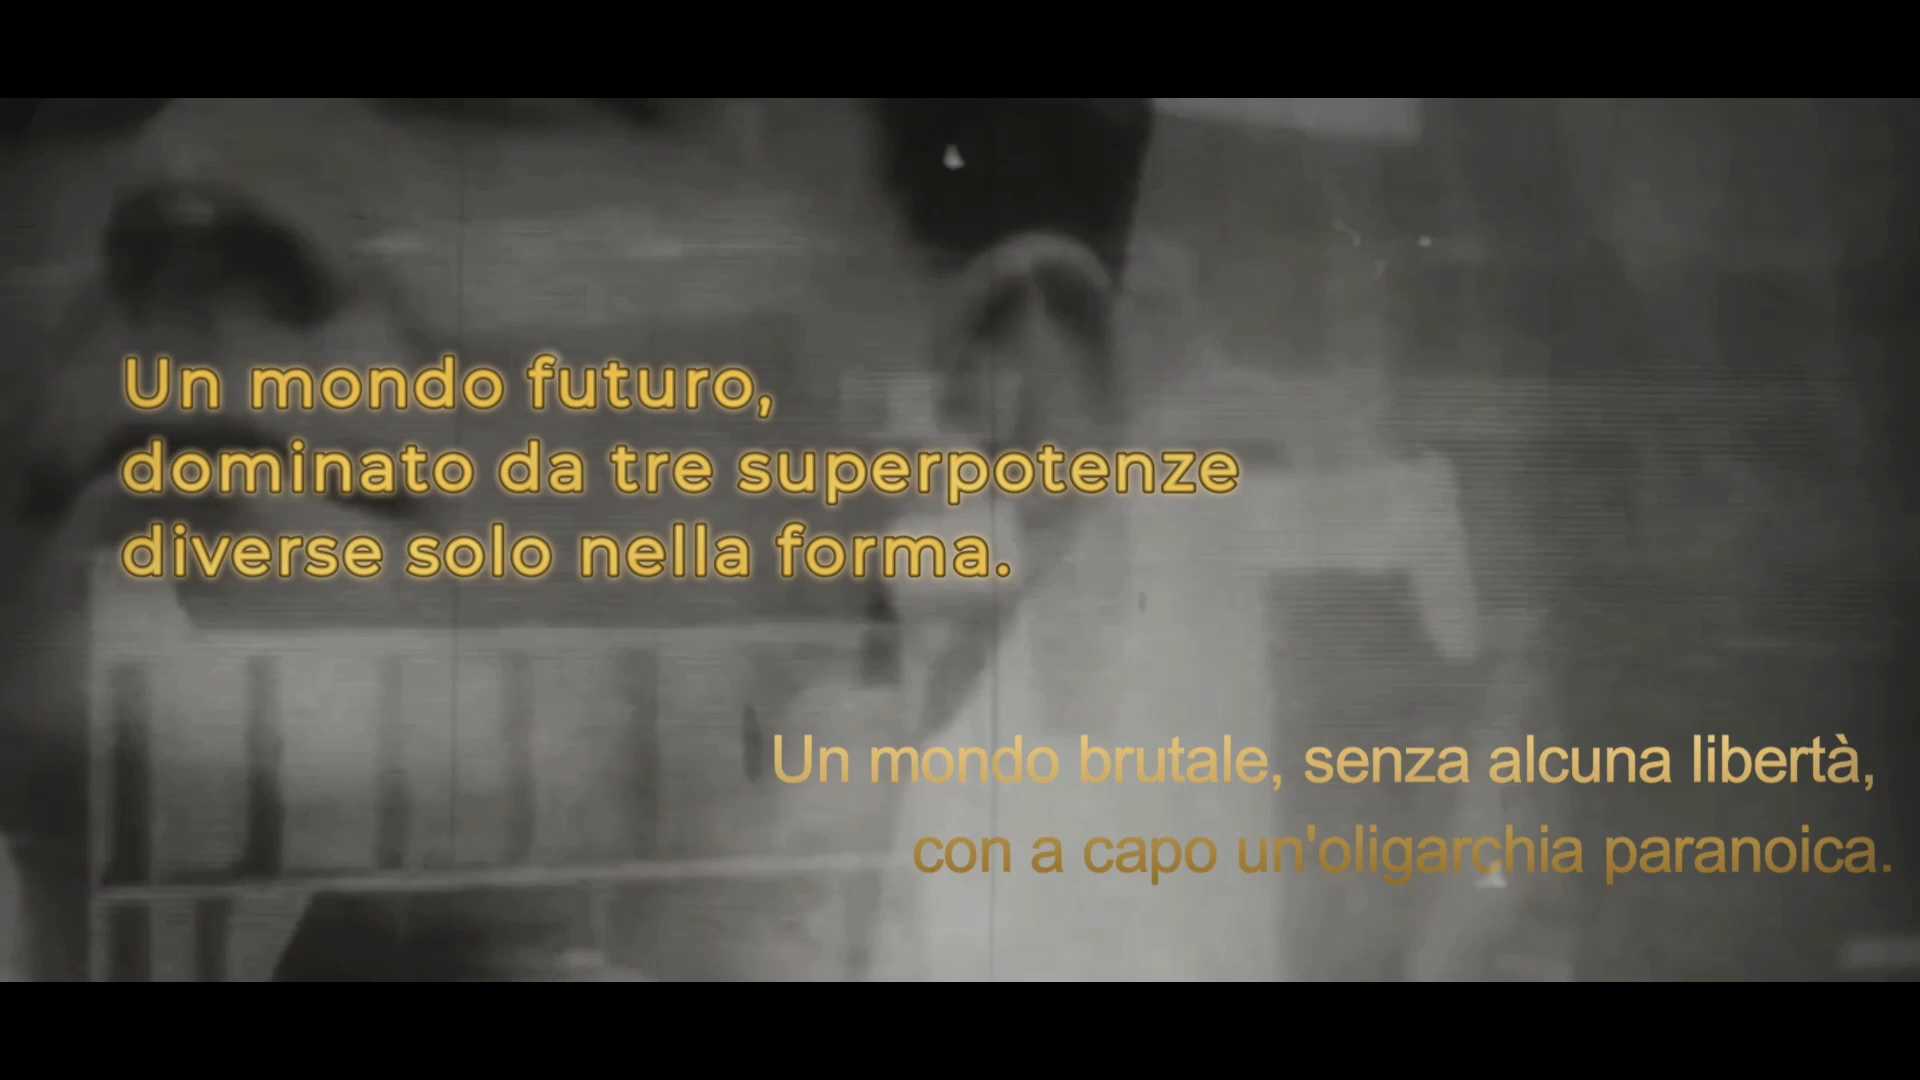 Un mondo futuro,
dominato da tre superpotenze
diverse solo nella forma.
Un mondo brutale, senza alcuna libertà,
con a capo un'oligarchia paranoica.